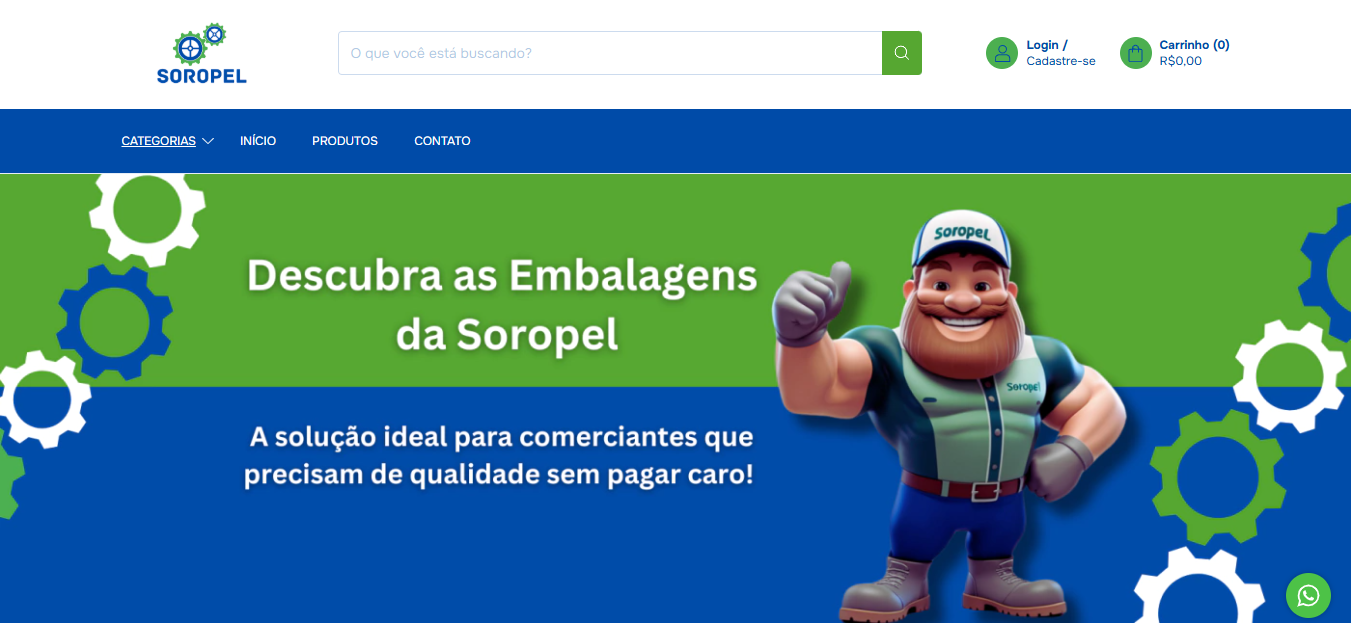 SOROPEL
O que você está buscando?
Login /
Cadastre-se
Carrinho (0)
R$0,00
CATEGORIAS
INÍCIO
PRODUTOS
CONTATO
Descubra as Embalagens
da Soropel
A solução ideal para comerciantes que
precisam de qualidade sem pagar caro!
Soropel
Soropel